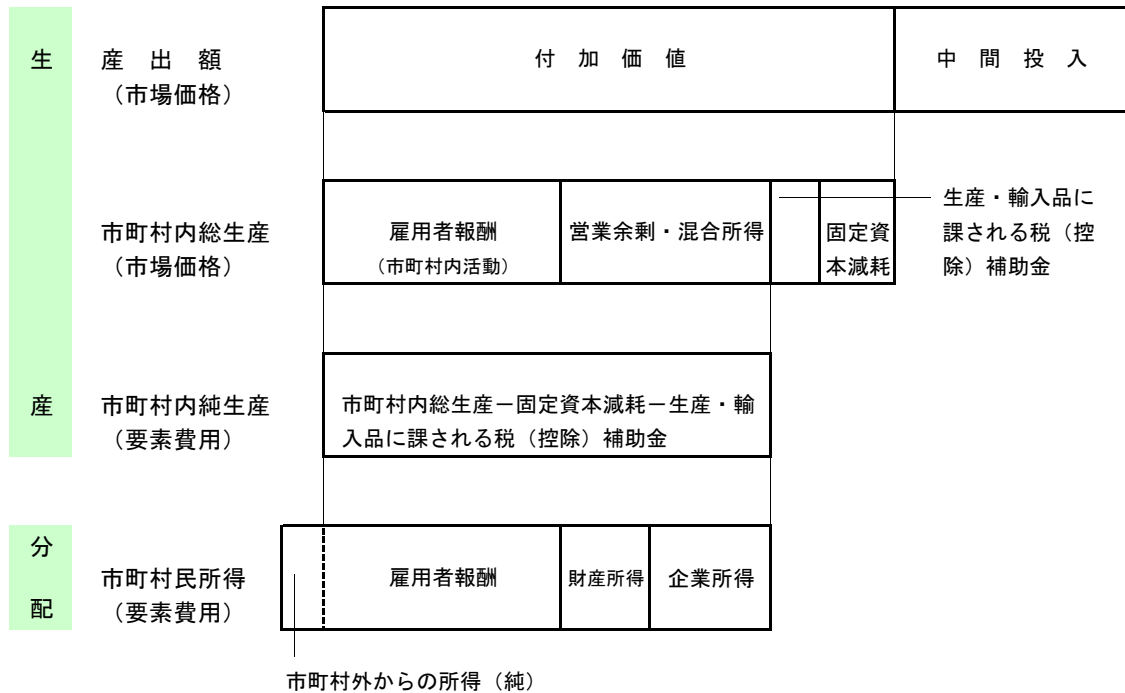 生
産 出 額
（市場価格）
付 加 価 値
中 間 投 入
市町村内総生産
（市場価格）
雇用者報酬
（市町村内活動）
営業余剰・混合所得
固定資
本減耗
生産・輸入品に
課される税（控
除）補助金
産
市町村内純生産
（要素費用）
市町村内総生産－固定資本減耗－生産・輸
入品に課される税（控除）補助金
分
配
市町村民所得
（要素費用）
雇用者報酬
財産所得
企業所得
市町村外からの所得（純）